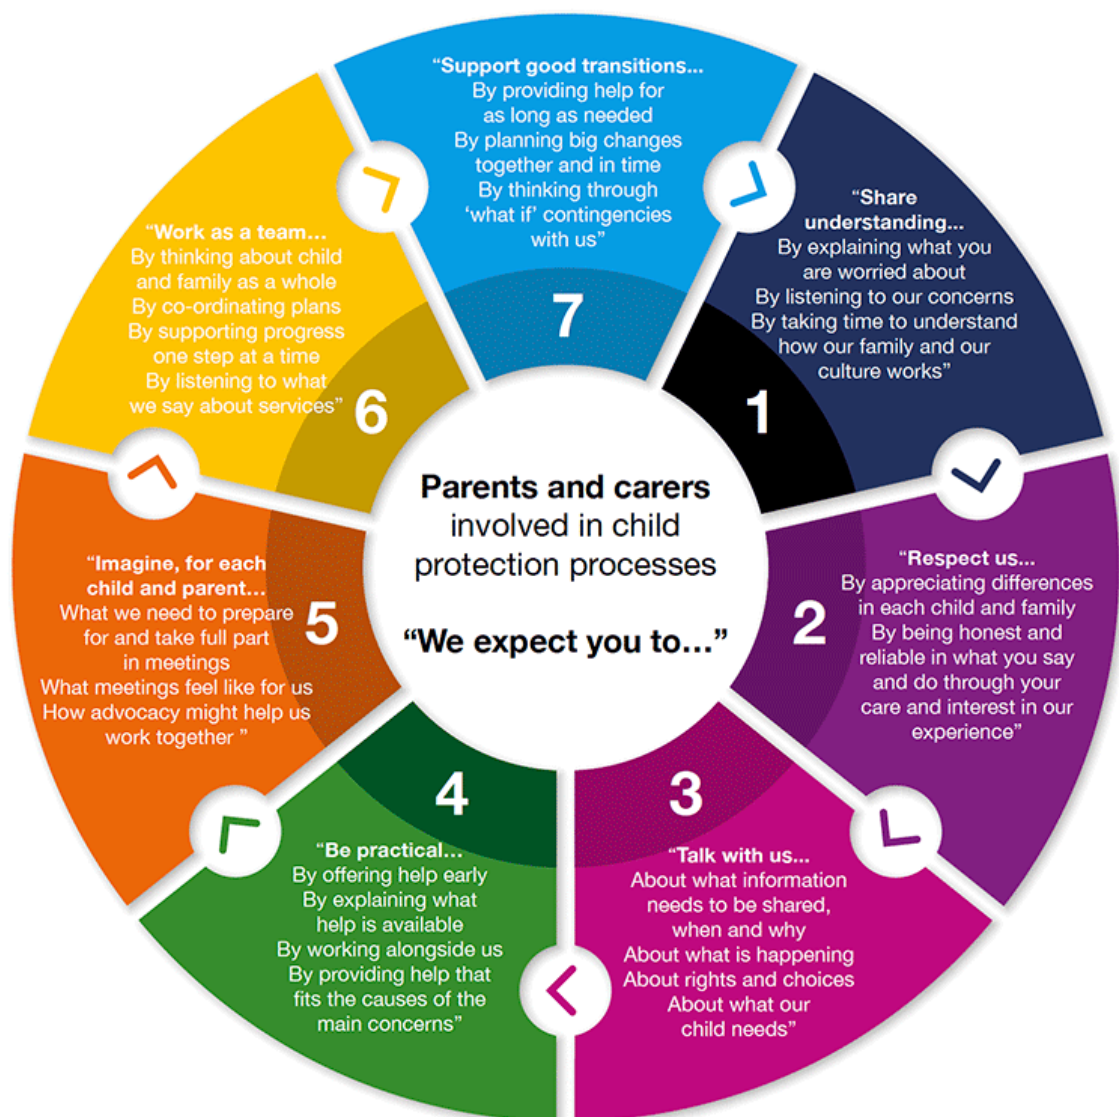 Parents and carers
involved in child
protection processes
“We expect you to...”
1
“Share
understanding...
By explaining what you
are worried about
By listening to our concerns
By taking time to understand
how our family and our
culture works”
2
“Respect us...
By appreciating differences
in each child and family
By being honest and
reliable in what you say
and do through your
care and interest in our
experience”
3
“Talk with us...
About what information
needs to be shared,
when and why
About what is happening
About rights and choices
About what our
child needs”
4
“Be practical...
By offering help early
By explaining what
help is available
By working alongside us
By providing help that
fits the causes of the
main concerns”
5
“Imagine, for each
child and parent...
What we need to prepare
for and take full part
in meetings
What meetings feel like for us
How advocacy might help us
work together ”
6
“Work as a team...
By thinking about child
and family as a whole
By co-ordinating plans
By supporting progress
one step at a time
By listening to what
we say about services”
7
“Support good transitions...
By providing help for
as long as needed
By planning big changes
together and in time
By thinking through
‘what if’ contingencies
with us”